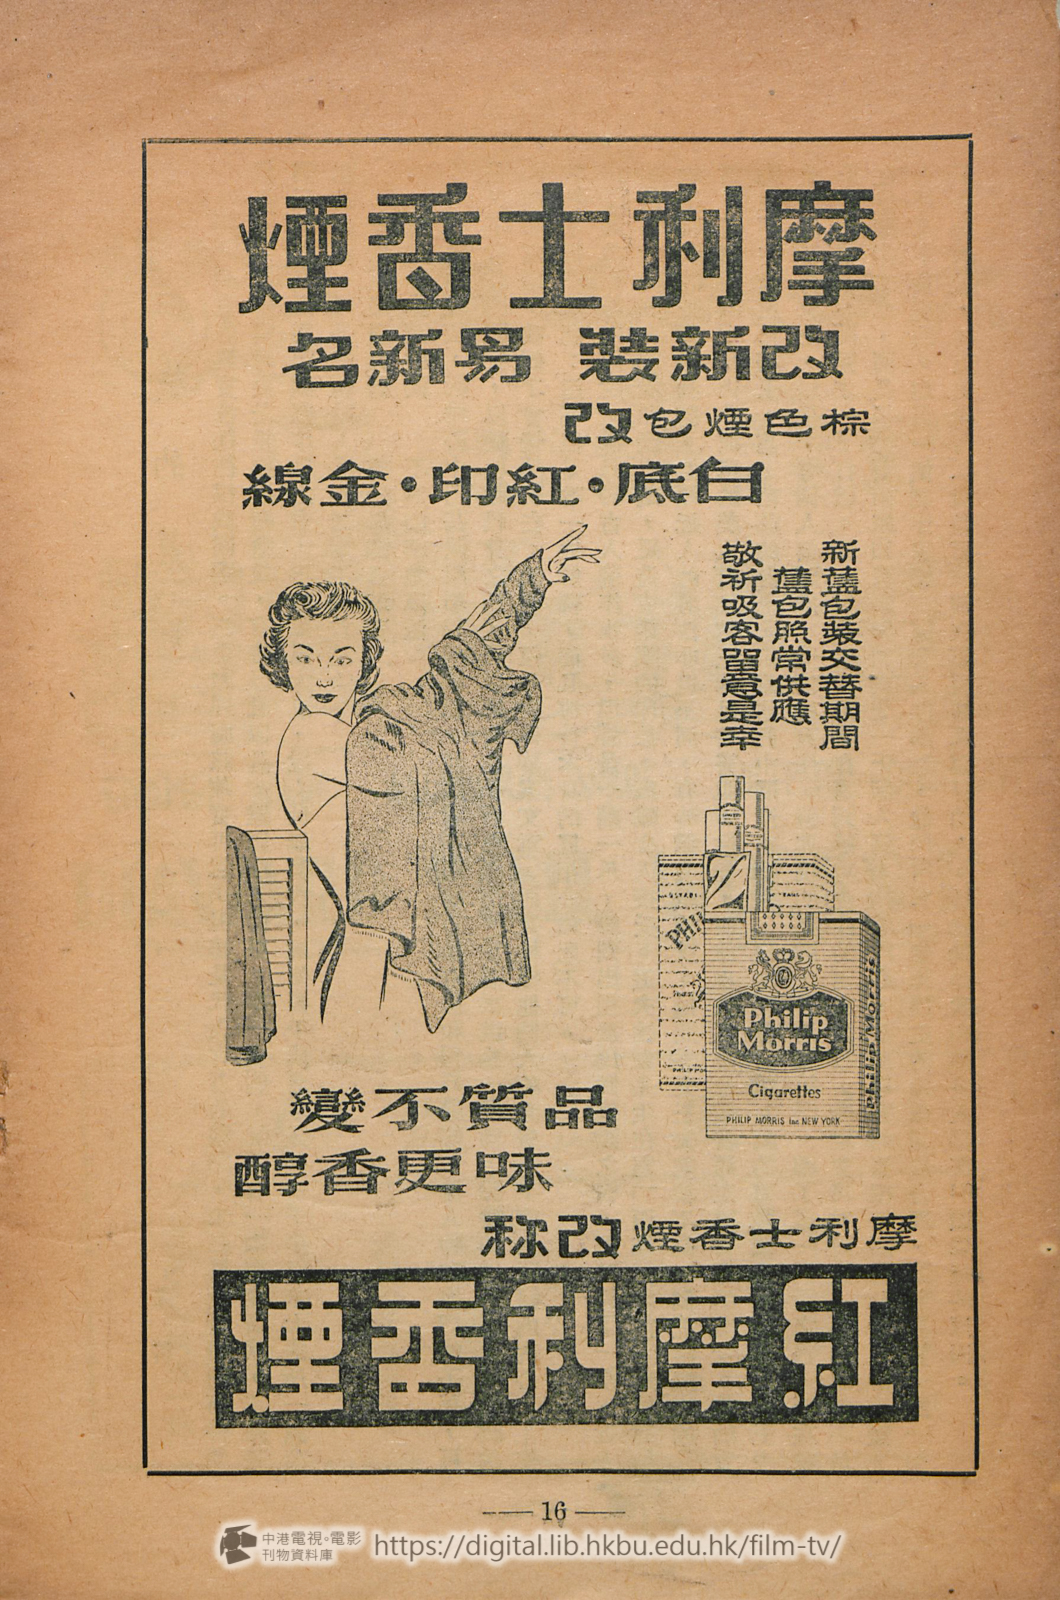 摩利士香煙
改新裝 易新名
棕色煙包改
白底·紅印·金線
新舊包裝交替期間
舊包照常供應
敬祈吸客留意是幸
PHI
Philip
Morris
Cigarettes
PHILIP MORRIS Inc NEW YORK
Philip Morris
品質不變
味更香醇
摩利士香煙改称
紅摩利香煙
— 16 —
中港電視。電影
刊物資料庫
https://digital.lib.hkbu.edu.hk/film-tv/